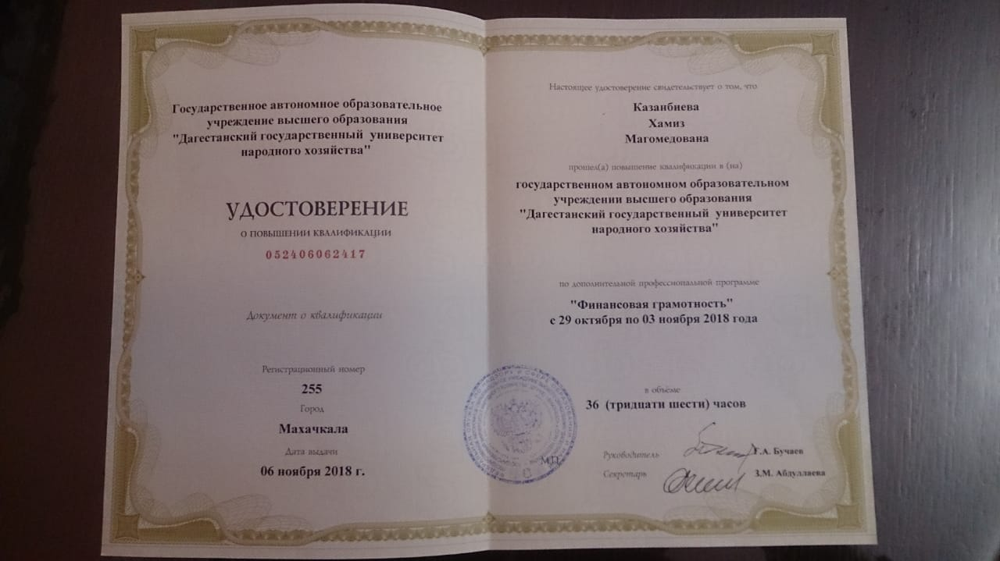 Государственное автономное образовательное
учреждение высшего образования
"Дагестанский государственный университет
народного хозяйства"
УДОСТОВЕРЕНИЕ
О ПОВЫШЕНИИ КВАЛИФИКАЦИИ
052406062417
Документ о квалификации
Регистрационный номер
255
Город
Махачкала
Дата выдачи
06 ноября 2018 г.
Настоящее удостоверение свидетельствует о том, что
Казанбиева
Хамиз
Магомедована
прошел(а) повышение квалификации в (на)
государственном автономном образовательном
учреждении высшего образования
"Дагестанский государственный университет
народного хозяйства"
по дополнительной профессиональной программе
"Финансовая грамотность"
с 29 октября по 03 ноября 2018 года
в объёме
36 (тридцати шести) часов
М.П.
Руководитель Г.А. Бучаев
Секретарь З.М. Абдуллаева